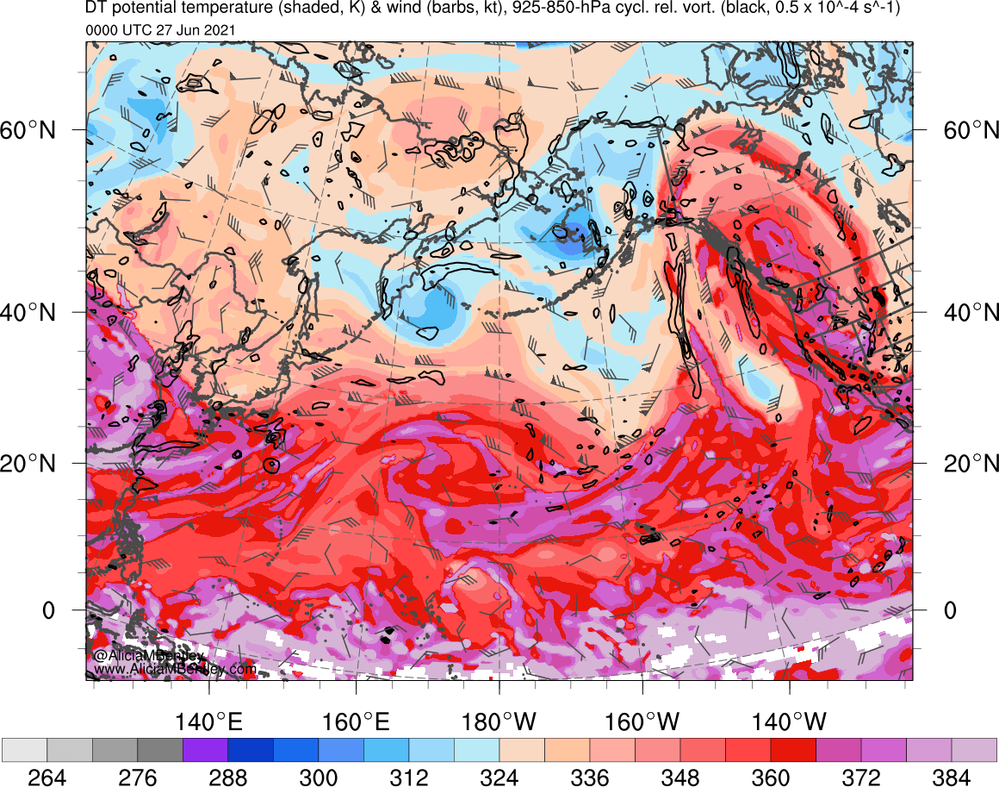 DT potential temperature (shaded, K) & wind (barbs, kt), 925-850-hPa cycl. rel. vort. (black, 0.5 x 10^-4 s^-1)
0000 UTC 27 Jun 2021
60°N 60°N
40°N 40°N
20°N 20°N
0 0
@AliciaMBentley
www.AliciaMBentley.com
140°E 160°E 180°W 160°W 140°W
264 276 288 300 312 324 336 348 360 372 384